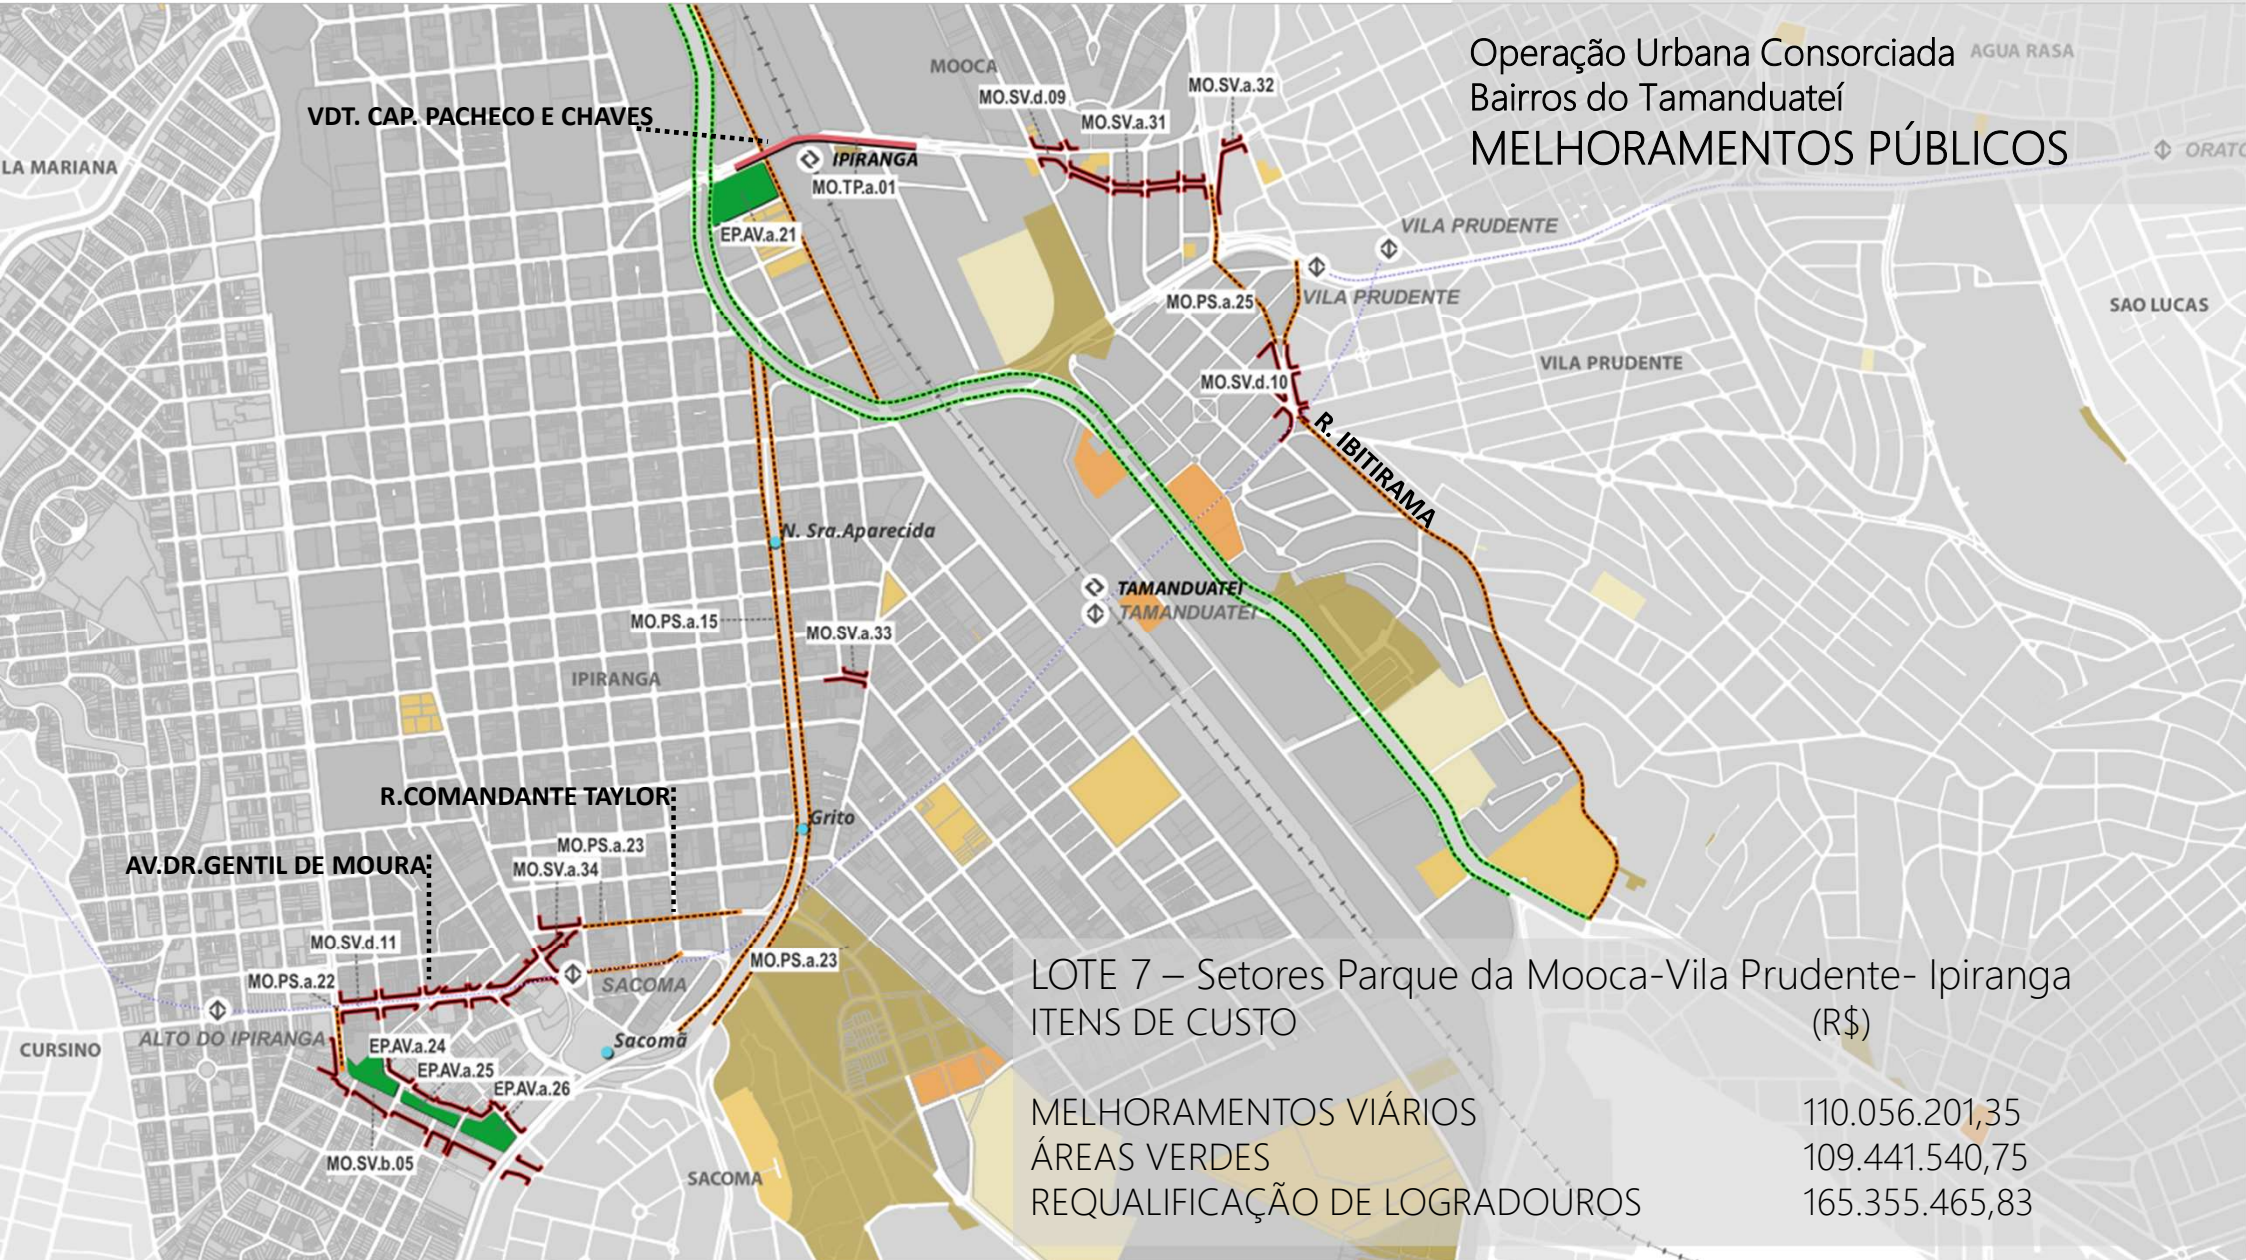 Operação Urbana Consorciada
Bairros do Tamanduateí
MELHORAMENTOS PÚBLICOS
AGUA RASA
MOOCA
MO.SV.a.32
MO.SV.d.09
MO.SV.a.31
VDT. CAP. PACHECO E CHAVES
LA MARIANA
IPIRANGA
MO.TP.a.01
ORATO
EP.AV.a.21
VILA PRUDENTE
VILA PRUDENTE
MO.PS.a.25
SAO LUCAS
VILA PRUDENTE
MO.SV.d.10
R. IBITIRAMA
N. Sra.Aparecida
TAMANDUATEI
TAMANDUATEI
MO.PS.a.15
MO.SV.a.33
IPIRANGA
R.COMANDANTE TAYLOR
Grito
MO.PS.a.23
AV.DR.GENTIL DE MOURA
MO.SV.a.34
MO.SV.d.11
MO.PS.a.23
MO.PS.a.22
SACOMA
ALTO DO IPIRANGA
Sacomã
CURSINO
EP.AV.a.24
EP.AV.a.25
EP.AV.a.26
MO.SV.b.05
SACOMA
LOTE 7 – Setores Parque da Mooca-Vila Prudente- Ipiranga
ITENS DE CUSTO (R$)
MELHORAMENTOS VIÁRIOS 110.056.201,35
ÁREAS VERDES 109.441.540,75
REQUALIFICAÇÃO DE LOGRADOUROS 165.355.465,83